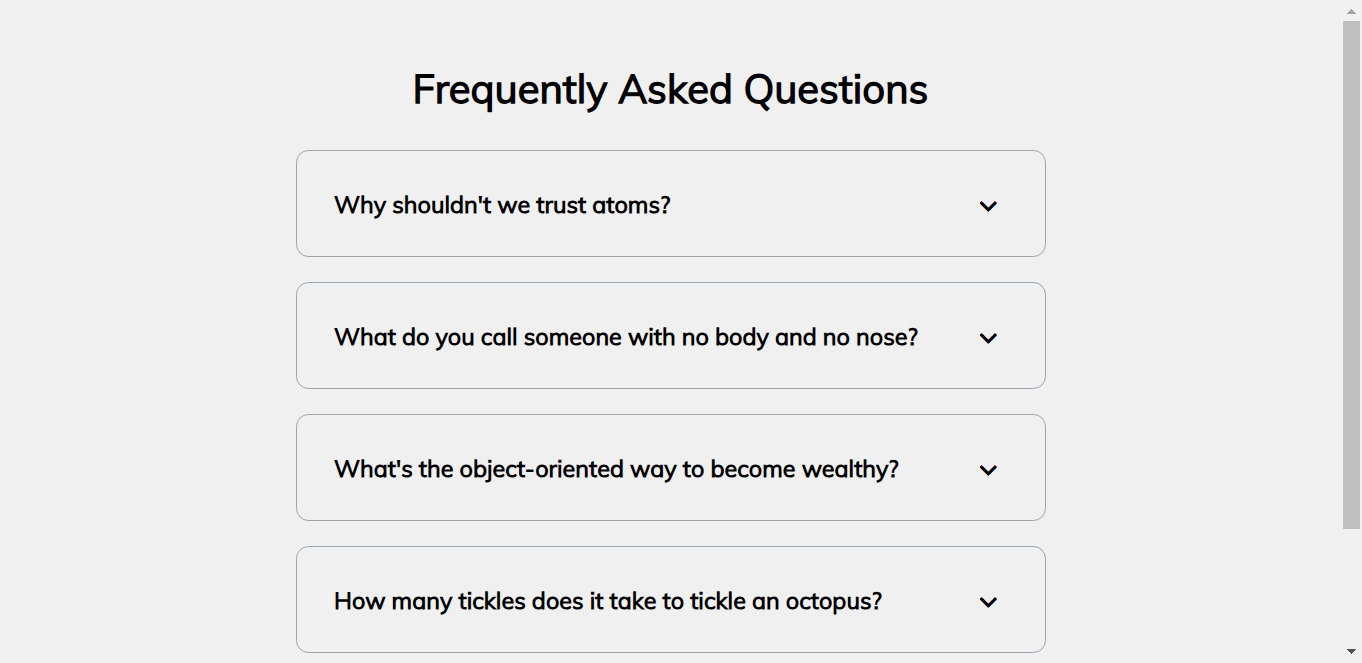 Frequently Asked Questions
Why shouldn't we trust atoms?
What do you call someone with no body and no nose?
What's the object-oriented way to become wealthy?
How many tickles does it take to tickle an octopus?